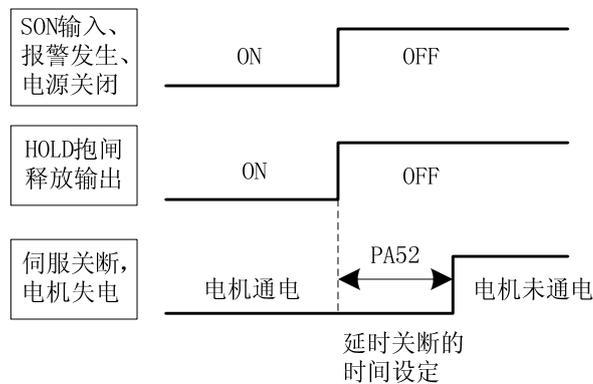 SON输入、
报警发生、
电源关闭
ON
OFF
HOLD抱闸
释放输出
ON
OFF
伺服关断，
电机失电
电机通电
PA52
电机未通电
延时关断的
时间设定